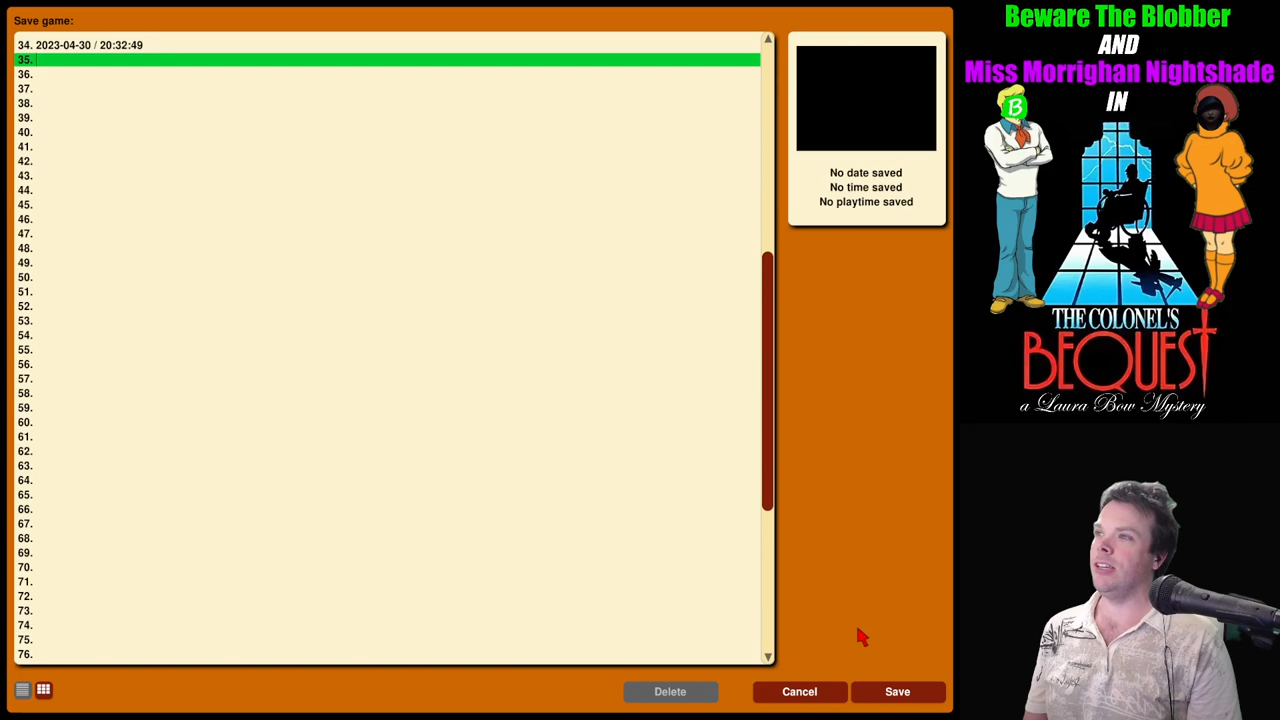 Save game:
34. 2023-04-30 / 20:32:49
35.
36.
37.
38.
39.
40.
41.
42.
43.
44.
45.
46.
47.
48.
49.
50.
51.
52.
53.
54.
55.
56.
57.
58.
59.
60.
61.
62.
63.
64.
65.
66.
67.
68.
69.
70.
71.
72.
73.
74.
75.
76.
No date saved
No time saved
No playtime saved
Delete
Cancel
Save
Beware The Blobber
AND
Miss Morrighan Nightshade
IN
B
THE COLONEL'S
BEQUEST
a Laura Bow Mystery